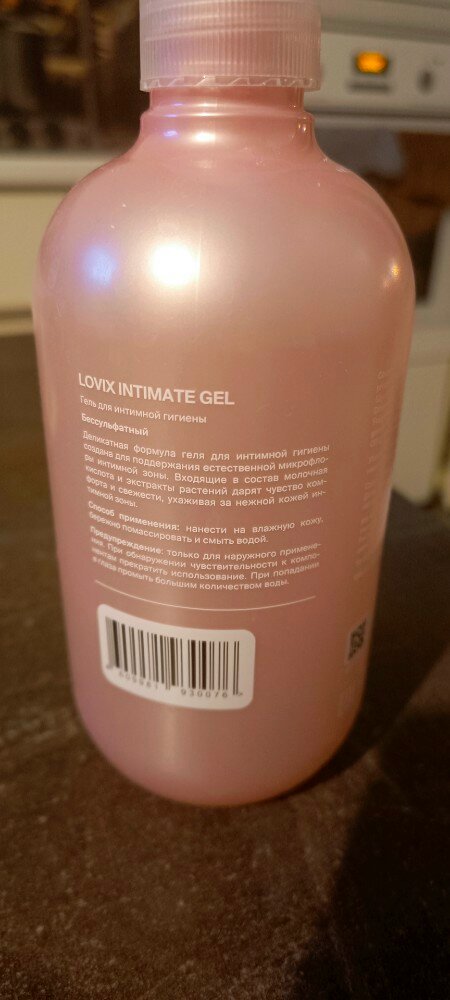 LOVIX INTIMATE GEL
Гель для интимной гигиены
Бессульфатный
Деликатная формула геля для интимной гигиены
создана для поддержания естественной микрофло-
ры интимной зоны. Входящие в состав молочная
кислота и экстракты растений дарят чувство ком-
форта и свежести, ухаживая за нежной кожей ин-
тимной зоны.
Способ применения: нанести на влажную кожу,
бережно помассировать и смыть водой.
Предупреждение: только для наружного примене-
ния. При обнаружении чувствительности к компо-
нентам прекратить использование. При попадании
в глаза промыть большим количеством воды.
930076